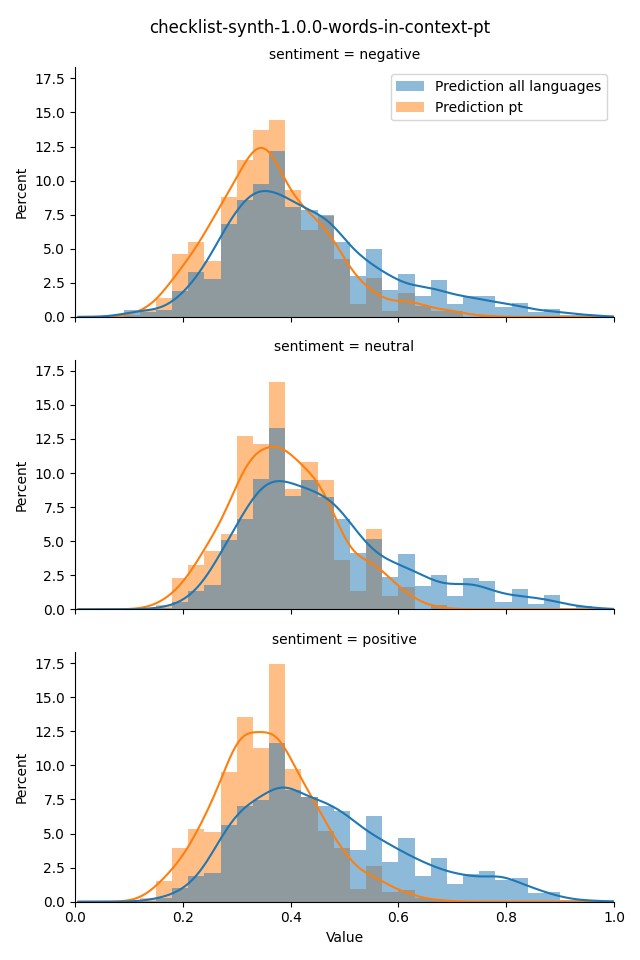 checklist-synth-1.0.0-words-in-context-pt
sentiment = negative
Prediction all languages
Prediction pt
17.5
15.0
12.5
10.0
7.5
5.0
2.5
0.0
Percent
sentiment = neutral
17.5
15.0
12.5
10.0
7.5
5.0
2.5
0.0
Percent
sentiment = positive
17.5
15.0
12.5
10.0
7.5
5.0
2.5
0.0
Percent
0.0 0.2 0.4 0.6 0.8 1.0
Value